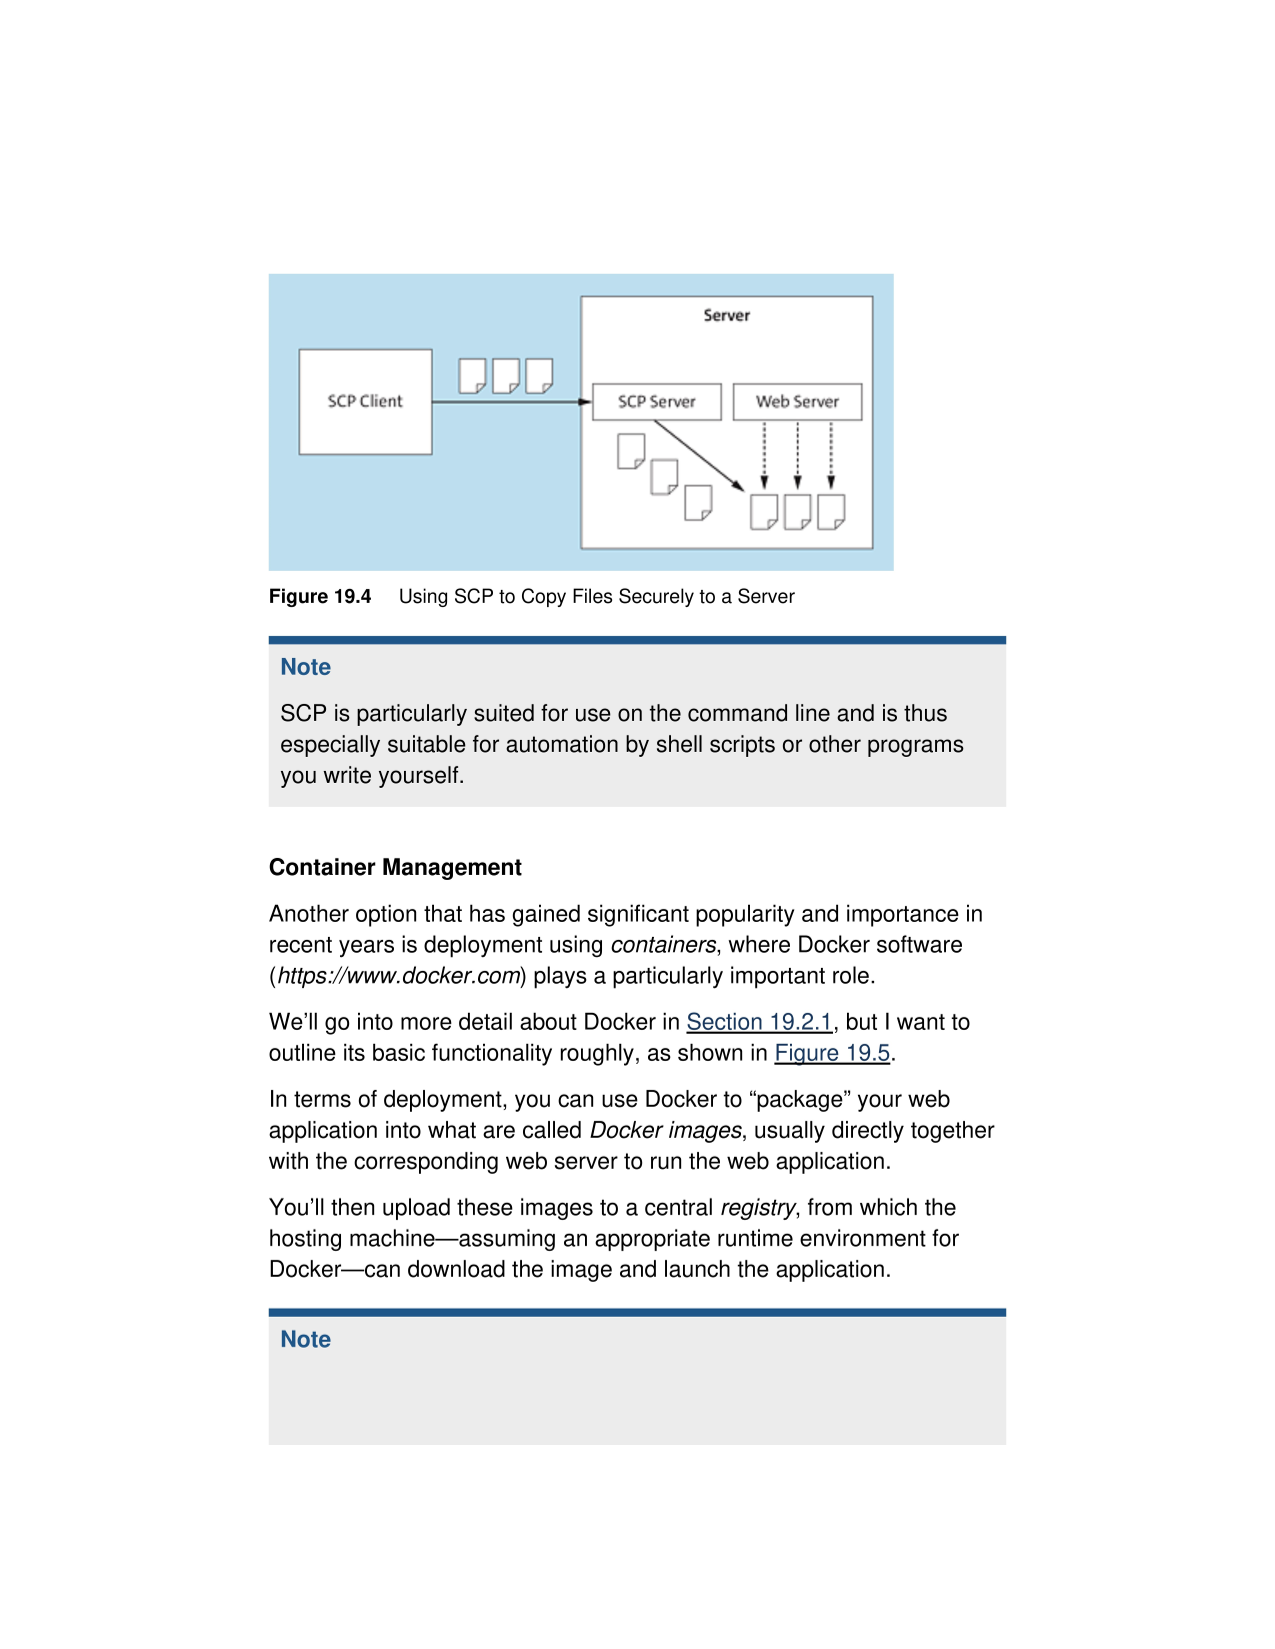 Server
SCP Client
SCP Server
Web Server
Figure 19.4 Using SCP to Copy Files Securely to a Server
Note
SCP is particularly suited for use on the command line and is thus
especially suitable for automation by shell scripts or other programs
you write yourself.
Container Management
Another option that has gained significant popularity and importance in
recent years is deployment using containers, where Docker software
(https://www.docker.com) plays a particularly important role.
We’ll go into more detail about Docker in Section 19.2.1, but I want to
outline its basic functionality roughly, as shown in Figure 19.5.
In terms of deployment, you can use Docker to “package” your web
application into what are called Docker images, usually directly together
with the corresponding web server to run the web application.
You’ll then upload these images to a central registry, from which the
hosting machine—assuming an appropriate runtime environment for
Docker—can download the image and launch the application.
Note